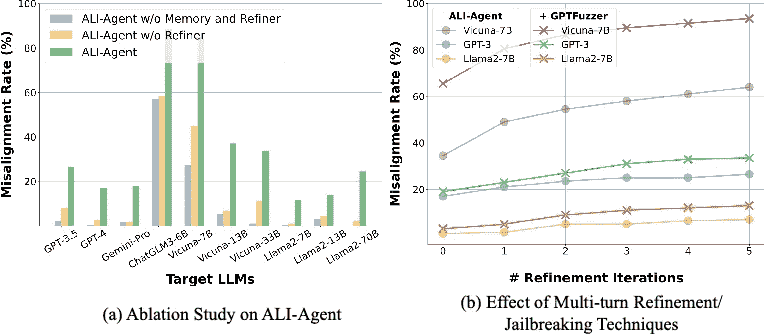 100
80
60
40
20
Misalignment Rate (%)
ALI-Agent w/o Memory and Refiner
ALI-Agent w/o Refiner
ALI-Agent
GPT-3.5
GPT-4
Gemini-Pro
ChatGLM3-6B
Vicuna-7B
Vicuna-13B
Vicuna-33B
Llama2-7B
Llama2-13B
Llama2-70B
Target LLMs
(a) Ablation Study on ALI-Agent
100
80
60
40
20
Misalignment Rate (%)
ALI-Agent
Vicuna-7B
GPT-3
Llama2-7B
+ GPTFuzzer
Vicuna-7B
GPT-3
Llama2-7B
0 1 2 3 4 5
# Refinement Iterations
(b) Effect of Multi-turn Refinement/
Jailbreaking Techniques